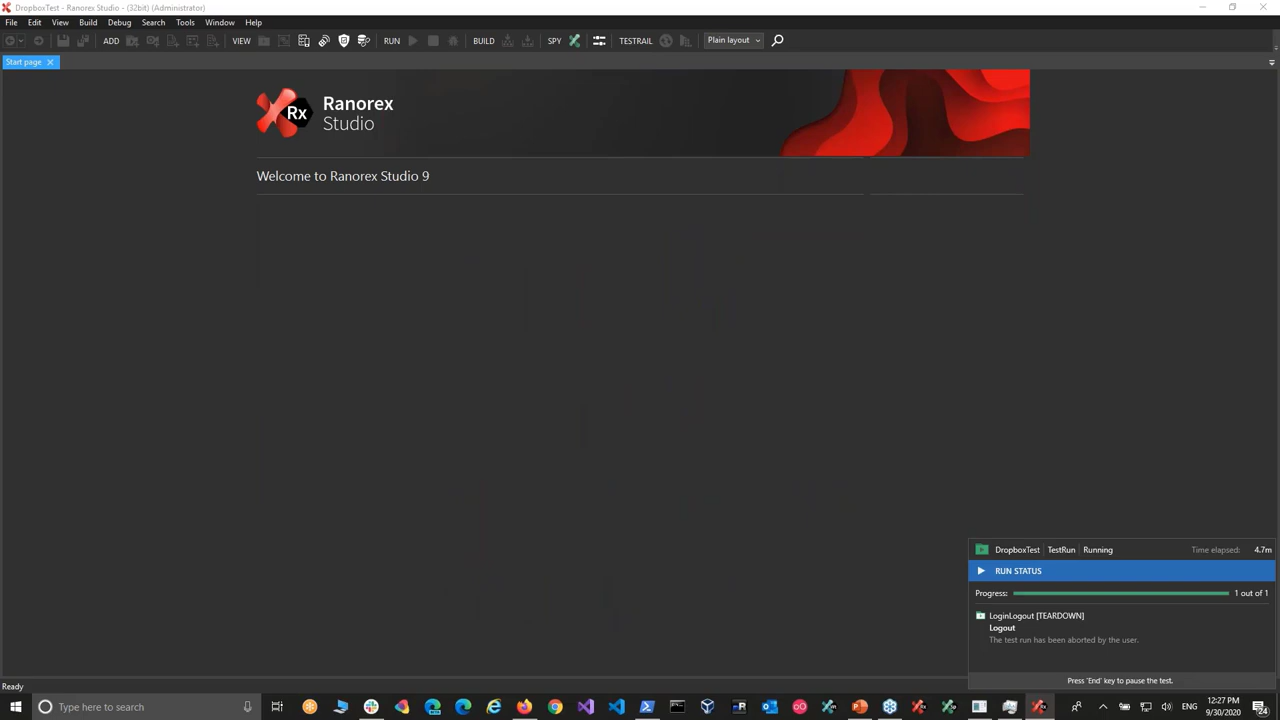 DropboxTest - Ranorex Studio - (32bit) (Administrator)
File Edit View Build Debug Search Tools Window Help
ADD VIEW RUN BUILD SPY TESTRAIL Plain layout
Start page
Rx
Ranorex
Studio
Welcome to Ranorex Studio 9
DropboxTest TestRun Running Time elapsed: 4.7m
RUN STATUS
Progress: 1 out of 1
LoginLogout [TEARDOWN]
Logout
The test run has been aborted by the user.
Press 'End' key to pause the test.
Ready
Type here to search
ENG
12:27 PM
9/30/2020
24